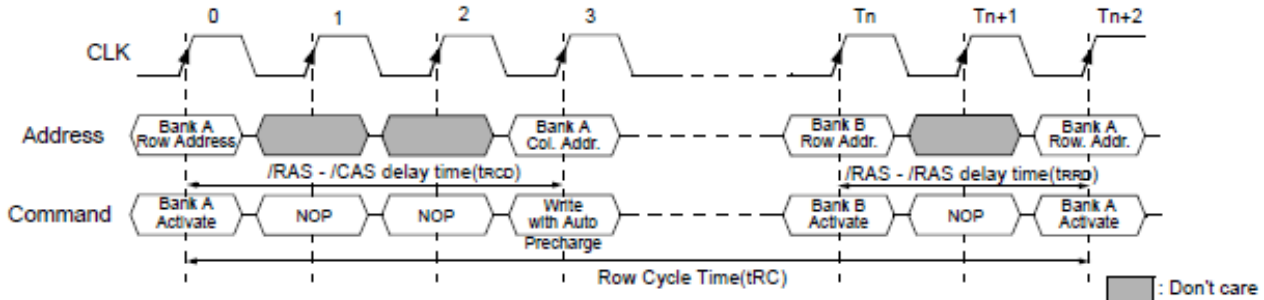 0 1 2 3 Tn Tn+1 Tn+2
CLK
Address
Bank A
Row Address
Bank A
Col. Addr.
Bank B
Row Addr.
Bank A
Row. Addr.
/RAS - /CAS delay time(tRCD)
/RAS - /RAS delay time(tRRD)
Command
Bank A
Activate
NOP
NOP
Write
with Auto
Precharge
Bank B
Activate
NOP
Bank A
Activate
Row Cycle Time(tRC)
: Don't care